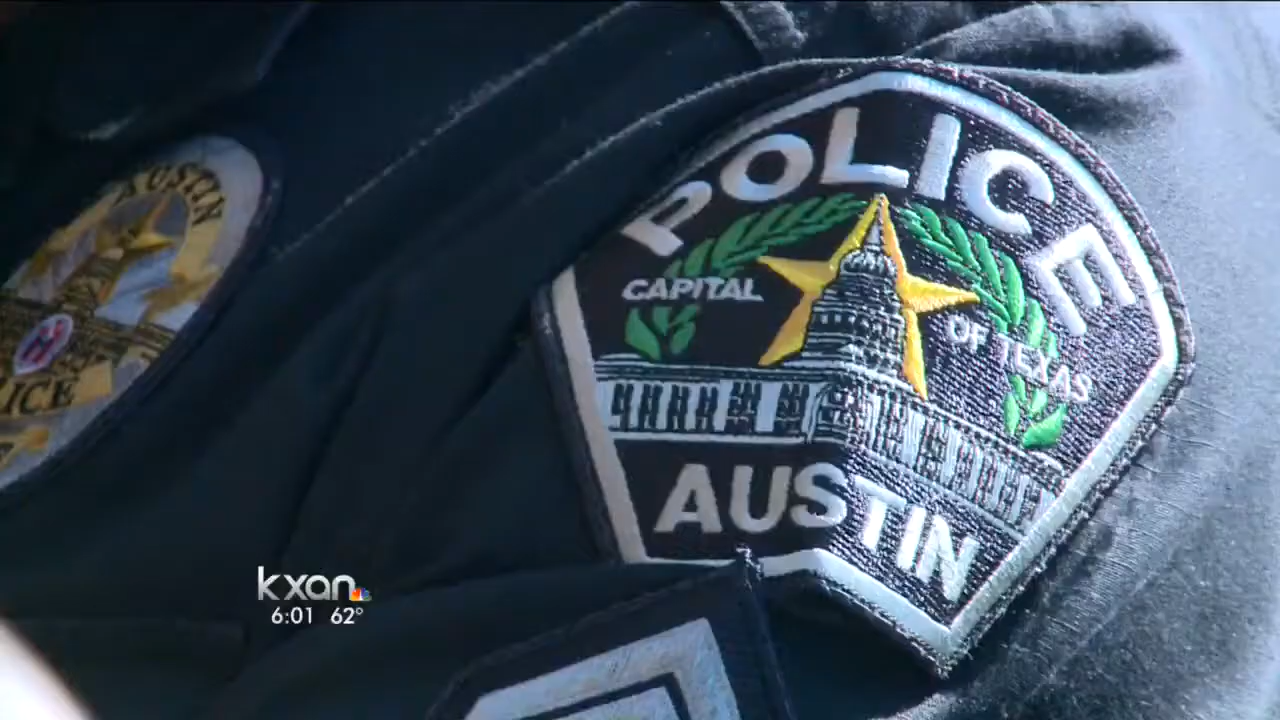 AUSTIN
ICE
POLICE
CAPITAL
OF TEXAS
AUSTIN
kxan
6:01 62°